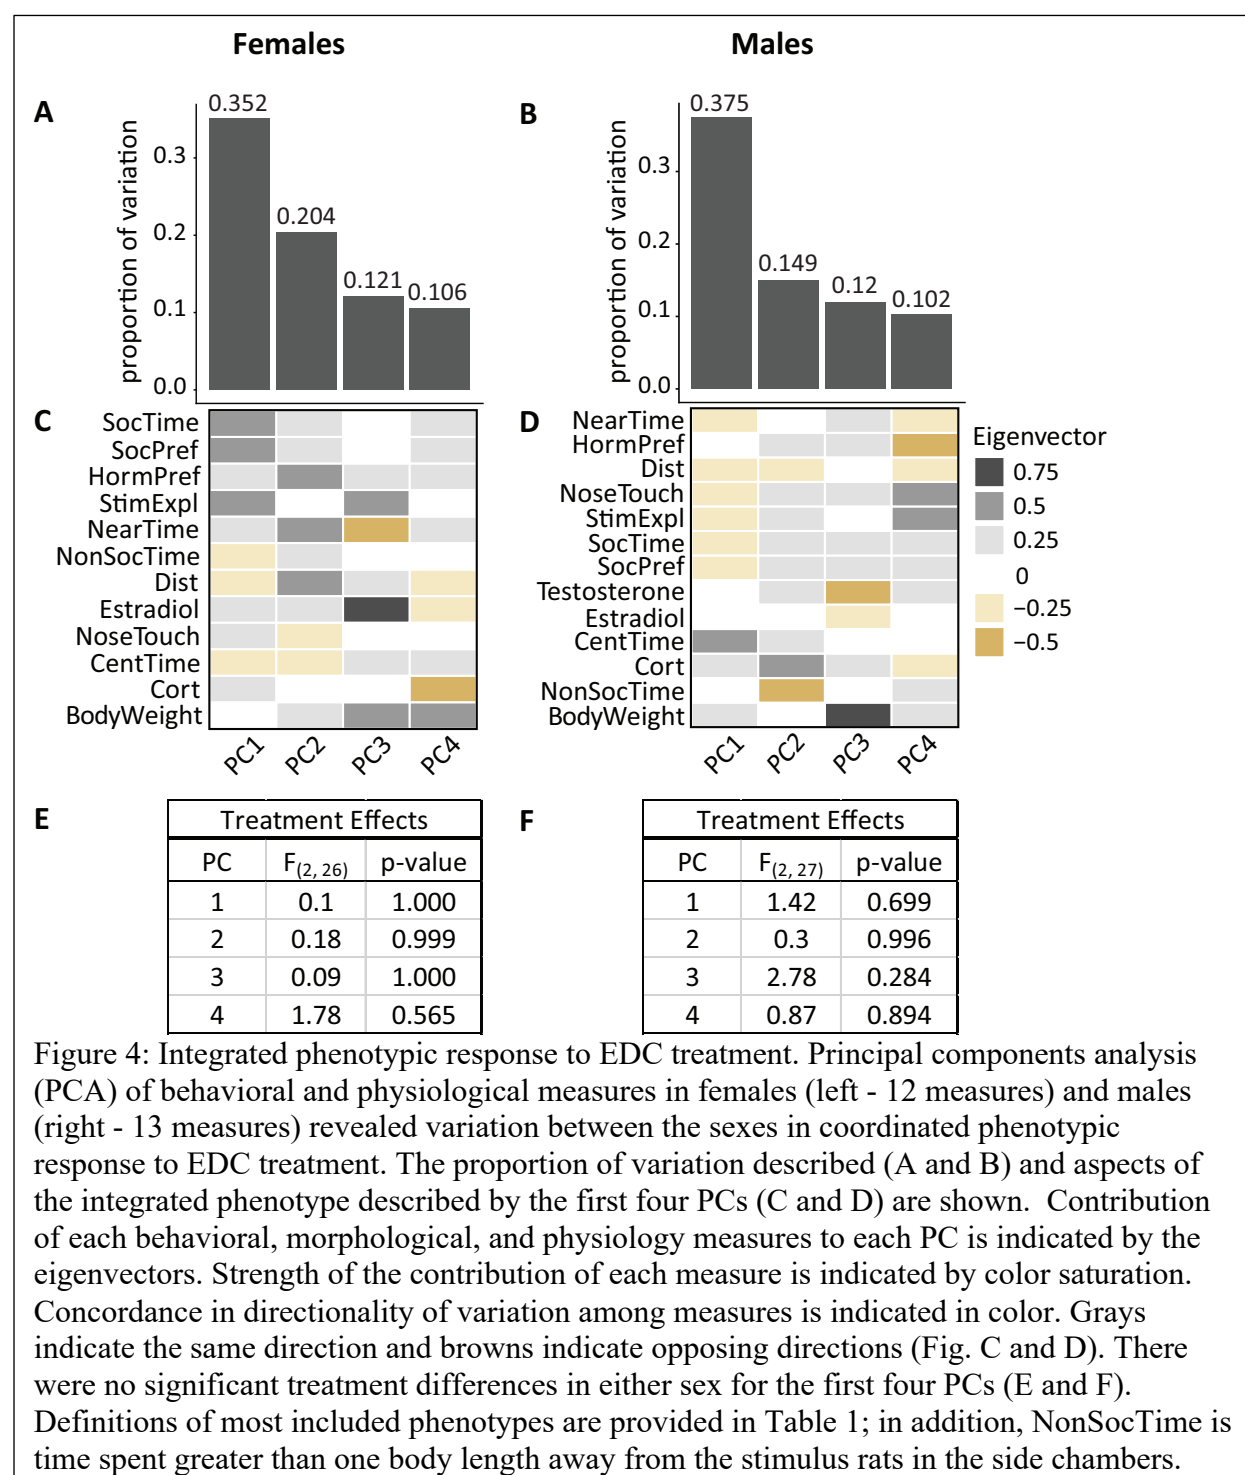 Females
Males
A
0.352
0.204
0.121
0.106
proportion of variation
0.3
0.2
0.1
0.0
B
0.375
0.149
0.12
0.102
proportion of variation
0.3
0.2
0.1
0.0
C
SocTime
SocPref
HormPref
StimExpl
NearTime
NonSocTime
Dist
Estradiol
NoseTouch
CentTime
Cort
BodyWeight
PC1 PC2 PC3 PC4
D
NearTime
HormPref
Dist
NoseTouch
StimExpl
SocTime
SocPref
Testosterone
Estradiol
CentTime
Cort
NonSocTime
BodyWeight
PC1 PC2 PC3 PC4
Eigenvector
0.75
0.5
0.25
0
−0.25
−0.5
E
Treatment Effects
PC F(2, 26) p-value
1 0.1 1.000
2 0.18 0.999
3 0.09 1.000
4 1.78 0.565
F
Treatment Effects
PC F(2, 27) p-value
1 1.42 0.699
2 0.3 0.996
3 2.78 0.284
4 0.87 0.894
Figure 4: Integrated phenotypic response to EDC treatment. Principal components analysis
(PCA) of behavioral and physiological measures in females (left - 12 measures) and males
(right - 13 measures) revealed variation between the sexes in coordinated phenotypic
response to EDC treatment. The proportion of variation described (A and B) and aspects of
the integrated phenotype described by the first four PCs (C and D) are shown.  Contribution
of each behavioral, morphological, and physiology measures to each PC is indicated by the
eigenvectors. Strength of the contribution of each measure is indicated by color saturation.
Concordance in directionality of variation among measures is indicated in color. Grays
indicate the same direction and browns indicate opposing directions (Fig. C and D). There
were no significant treatment differences in either sex for the first four PCs (E and F).
Definitions of most included phenotypes are provided in Table 1; in addition, NonSocTime is
time spent greater than one body length away from the stimulus rats in the side chambers.